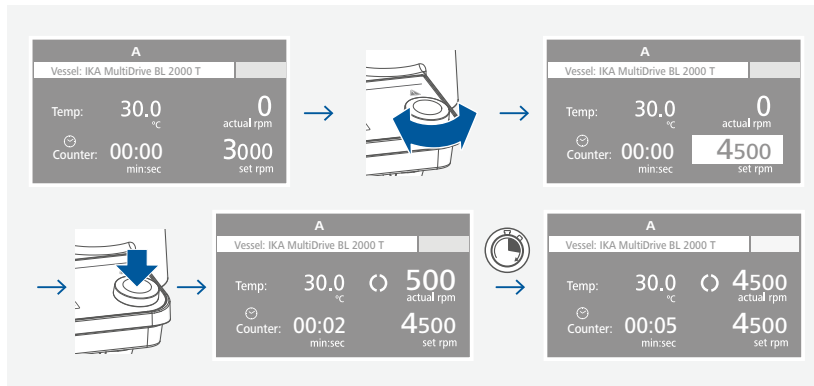 A
Vessel: IKA MultiDrive BL 2000 T
Temp: 30.0 0
°C actual rpm
Counter: 00:00 3000
min:sec set rpm
A
Vessel: IKA MultiDrive BL 2000 T
Temp: 30.0 0
°C actual rpm
Counter: 00:00 4500
min:sec set rpm
A
Vessel: IKA MultiDrive BL 2000 T
Temp: 30.0 500
°C actual rpm
Counter: 00:02 4500
min:sec set rpm
A
Vessel: IKA MultiDrive BL 2000 T
Temp: 30.0 4500
°C actual rpm
Counter: 00:05 4500
min:sec set rpm